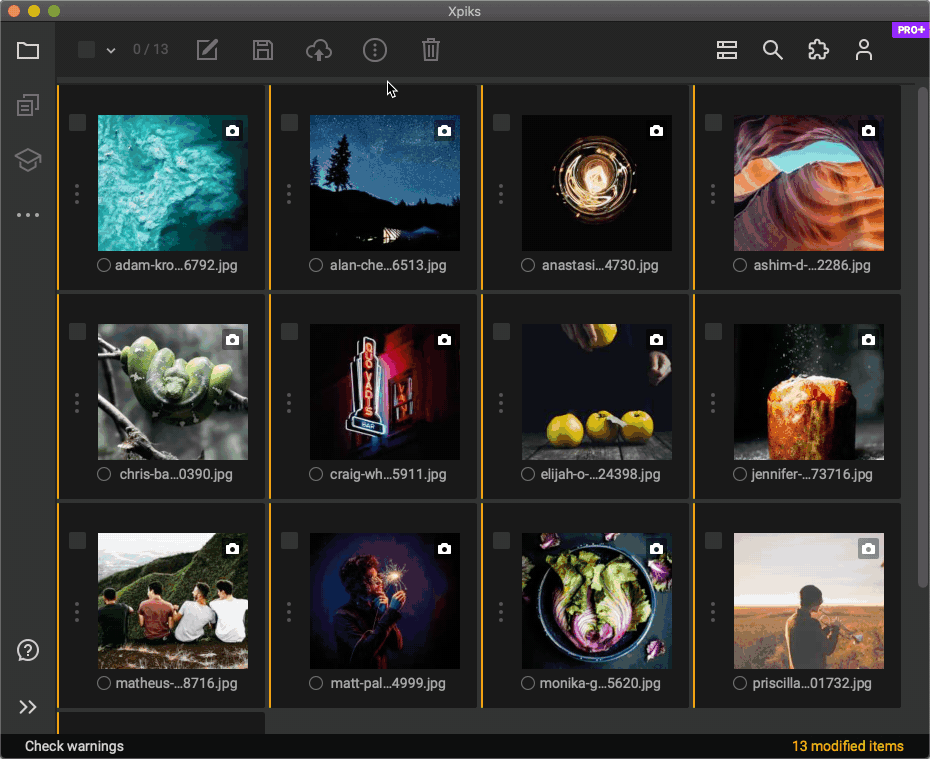 Xpiks
0 / 13
PRO+
adam-kro...6792.jpg
alan-che...6513.jpg
anastasi...4730.jpg
ashim-d-...2286.jpg
QUO VADIS
BAR
chris-ba...0390.jpg
craig-wh...5911.jpg
elijah-o-...24398.jpg
jennifer-...73716.jpg
matheus-...8716.jpg
matt-pal...4999.jpg
monika-g...5620.jpg
priscilla...01732.jpg
Check warnings
13 modified items